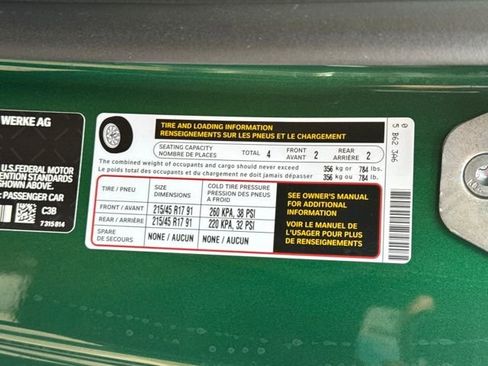 WERKE AG
U.S. FEDERAL MOTOR
VENTION STANDARDS
SHOWN ABOVE.
: PASSENGER CAR
C3B
7 315 814
TIRE AND LOADING INFORMATION
RENSEIGNEMENTS SUR LES PNEUS ET LE CHARGEMENT
SEATING CAPACITY
NOMBRE DE PLACES
TOTAL 4
FRONT
AVANT 2
REAR
ARRIÈRE 2
The combined weight of occupants and cargo should never exceed 356 kg or 784 lbs.
Le poids total des occupants et du chargement ne doit jamais dépasser 356 kg ou 784 lb.
TIRE / PNEU
SIZE
DIMENSIONS
COLD TIRE PRESSURE
PRESSION DES PNEUS
A FROID
FRONT / AVANT 215/45 R17 91 260 KPA, 38 PSI
REAR / ARRIÈRE 215/45 R17 91 220 KPA, 32 PSI
SPARE
DE SECOURS
NONE / AUCUN NONE / AUCUN
SEE OWNER'S MANUAL
FOR ADDITIONAL
INFORMATION
VOIR LE MANUEL DE
L'USAGER POUR PLUS
DE RENSEIGNEMENTS
0
5 B62 3A6